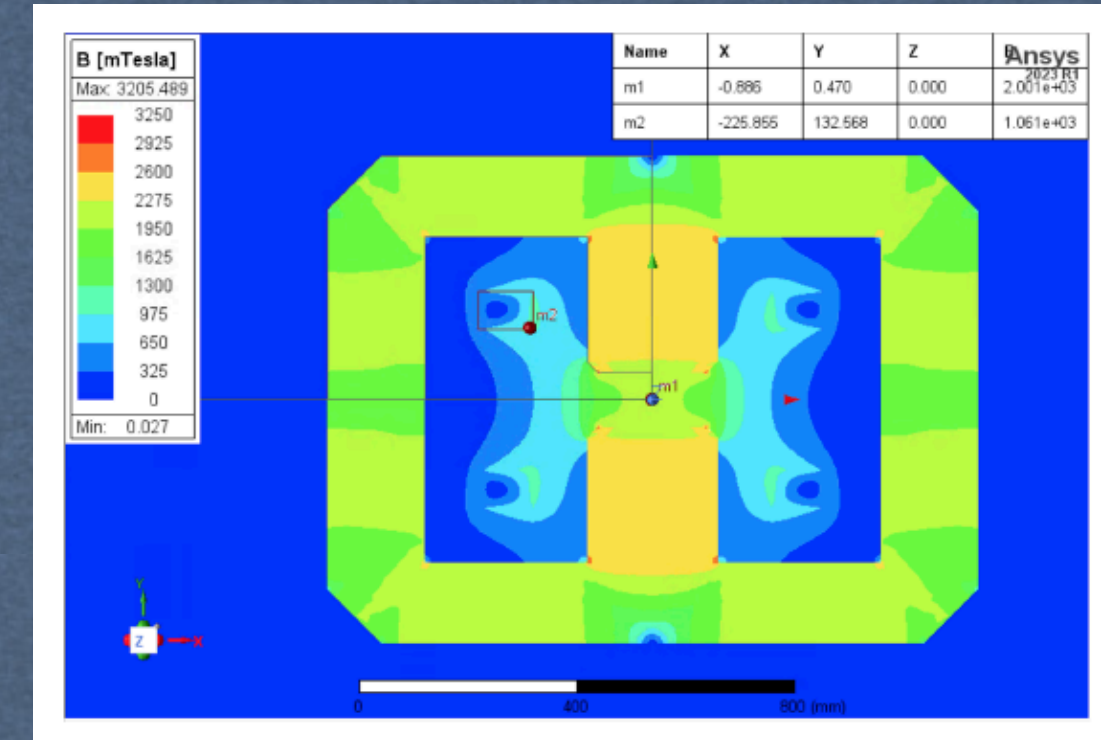 B [mTesla]
Max: 3205.489
3250
2925
2600
2275
1950
1625
1300
975
650
325
0
Min: 0.027
Name X Y Z B
Ansys
2023 R1
m1 -0.886 0.470 0.000 2.001e+03
m2 -225.855 132.568 0.000 1.061e+03
m2
m1
Y
Z X
0 400 800 (mm)